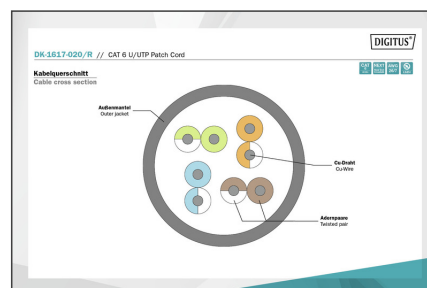 DIGITUS®
DK-1617-020/R // CAT 6 U/UTP Patch Cord
Kabelquerschnitt
Cable cross section
Außenmantel
Outer jacket
Cu-Draht
Cu-Wire
Aderepaare
Twisted pair